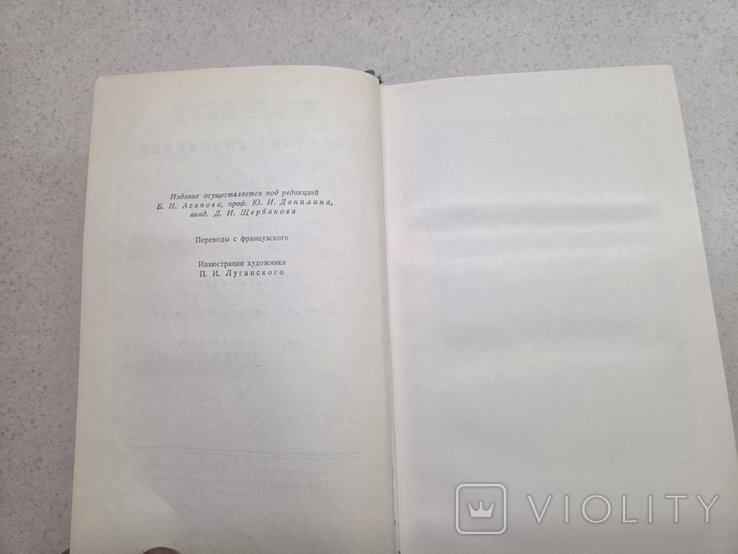 Издание осуществляется под редакцией
Б. Н. Агапова, проф. Ю. И. Данилина,
акад. Д. И. Щербакова
Переводы с французского
Иллюстрации художника
П. И. Луганского
VIOLITY